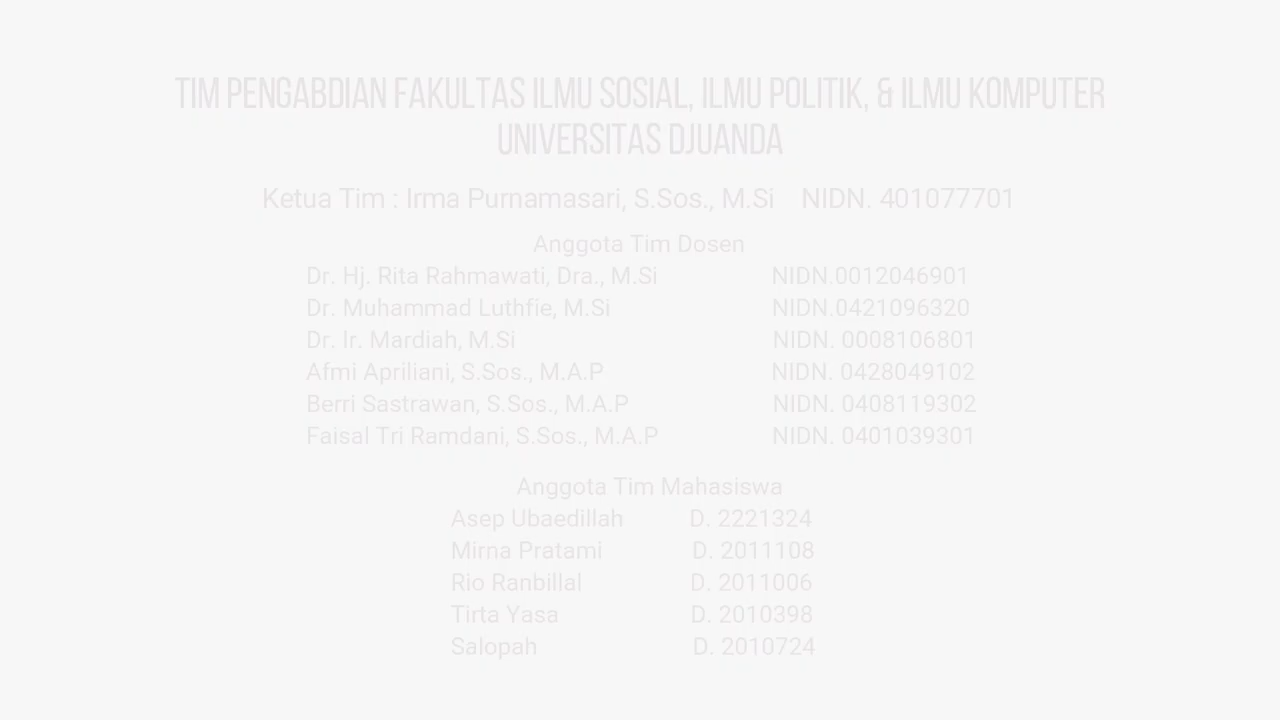 TIM PENGABDIAN FAKULTAS ILMU SOSIAL, ILMU POLITIK, & ILMU KOMPUTER
UNIVERSITAS DJUANDA
Ketua Tim : Irma Purnamasari, S.Sos., M.Si NIDN. 401077701
Anggota Tim Dosen
Dr. Hj. Rita Rahmawati, Dra., M.Si NIDN.0012046901
Dr. Muhammad Luthfie, M.Si NIDN.0421096320
Dr. Ir. Mardiah, M.Si NIDN. 0008106801
Afmi Apriliani, S.Sos., M.A.P NIDN. 0428049102
Berri Sastrawan, S.Sos., M.A.P NIDN. 0408119302
Faisal Tri Ramdani, S.Sos., M.A.P NIDN. 0401039301
Anggota Tim Mahasiswa
Asep Ubaedillah D. 2221324
Mirna Pratami D. 2011108
Rio Ranbillal D. 2011006
Tirta Yasa D. 2010398
Salopah D. 2010724